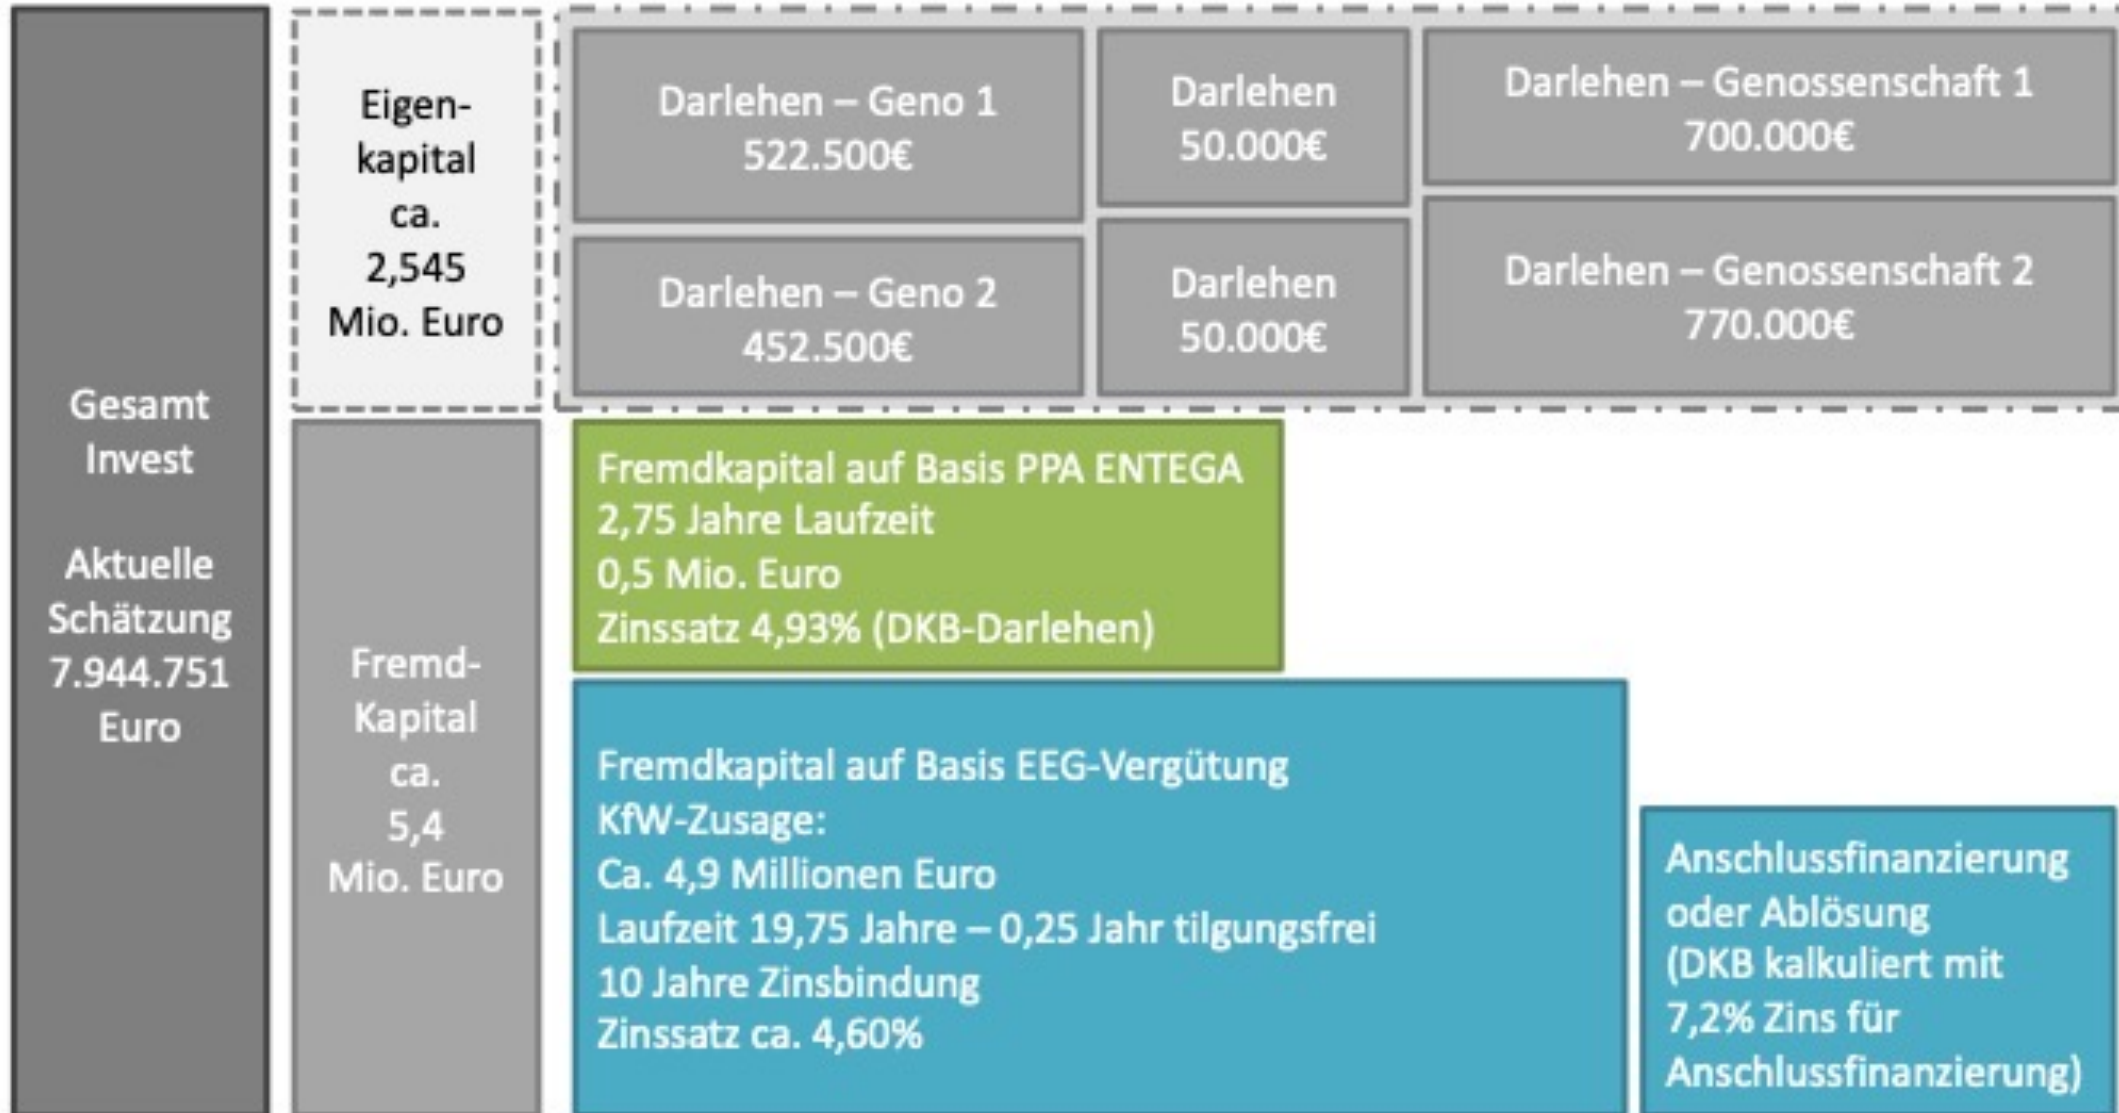 Gesamt
Invest
Aktuelle
Schätzung
7.944.751
Euro
Eigen-
kapital
ca.
2,545
Mio. Euro
Darlehen – Geno 1
522.500€
Darlehen
50.000€
Darlehen – Genossenschaft 1
700.000€
Darlehen – Geno 2
452.500€
Darlehen
50.000€
Darlehen – Genossenschaft 2
770.000€
Fremd-
Kapital
ca.
5,4
Mio. Euro
Fremdkapital auf Basis PPA ENTEGA
2,75 Jahre Laufzeit
0,5 Mio. Euro
Zinssatz 4,93% (DKB-Darlehen)
Fremdkapital auf Basis EEG-Vergütung
KfW-Zusage:
Ca. 4,9 Millionen Euro
Laufzeit 19,75 Jahre – 0,25 Jahr tilgungsfrei
10 Jahre Zinsbindung
Zinssatz ca. 4,60%
Anschlussfinanzierung
oder Ablösung
(DKB kalkuliert mit
7,2% Zins für
Anschlussfinanzierung)